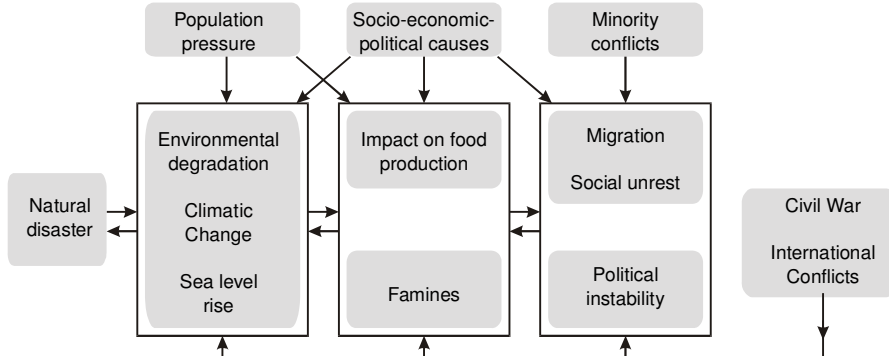 Population
pressure
Socio-economic-
political causes
Minority
conflicts
Environmental
degradation
Climatic
Change
Sea level
rise
Impact on food
production
Famines
Migration
Social unrest
Political
instability
Natural
disaster
Civil War
International
Conflicts